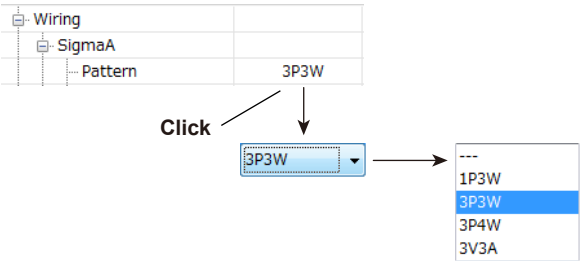 Wiring
SigmaA
Pattern 3P3W
Click
3P3W
---
1P3W
3P3W
3P4W
3V3A